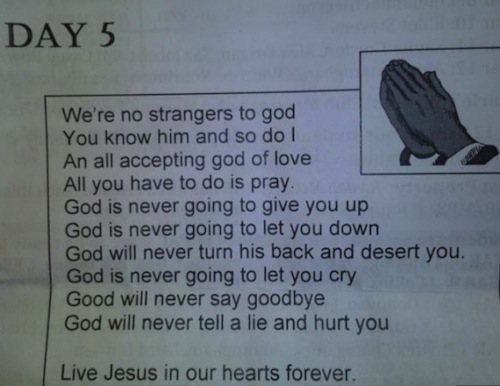 DAY 5
We're no strangers to god
You know him and so do I
An all accepting god of love
All you have to do is pray.
God is never going to give you up
God is never going to let you down
God will never turn his back and desert you.
God is never going to let you cry
Good will never say goodbye
God will never tell a lie and hurt you
Live Jesus in our hearts forever.